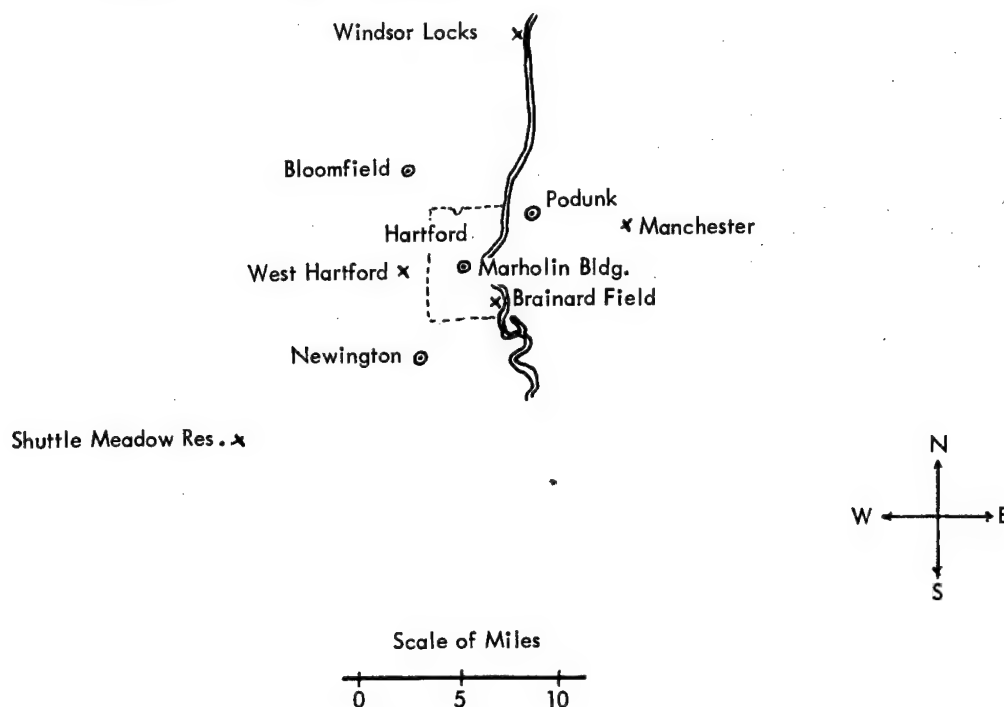 Windsor Locks
Bloomfield
Podunk
Manchester
Hartford
West Hartford
Marholin Bldg.
Brainard Field
Newington
Shuttle Meadow Res.
N
W E
S
Scale of Miles
0 5 10